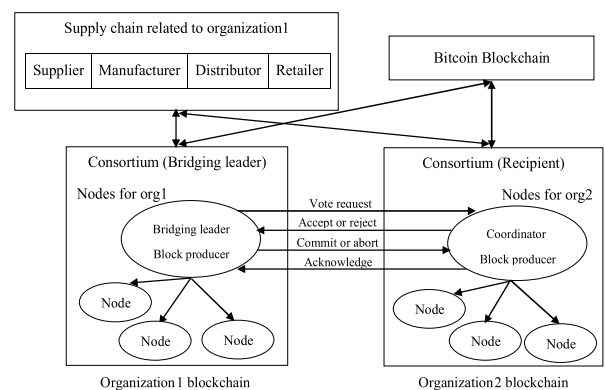 Supply chain related to organization1
Supplier Manufacturer Distributor Retailer
Bitcoin Blockchain
Consortium (Bridging leader)
Nodes for org1
Bridging leader
Block producer
Node
Node
Node
Organization1 blockchain
Vote request
Accept or reject
Commit or abort
Acknowledge
Consortium (Recipient)
Nodes for org2
Coordinator
Block producer
Node
Node
Node
Organization2 blockchain